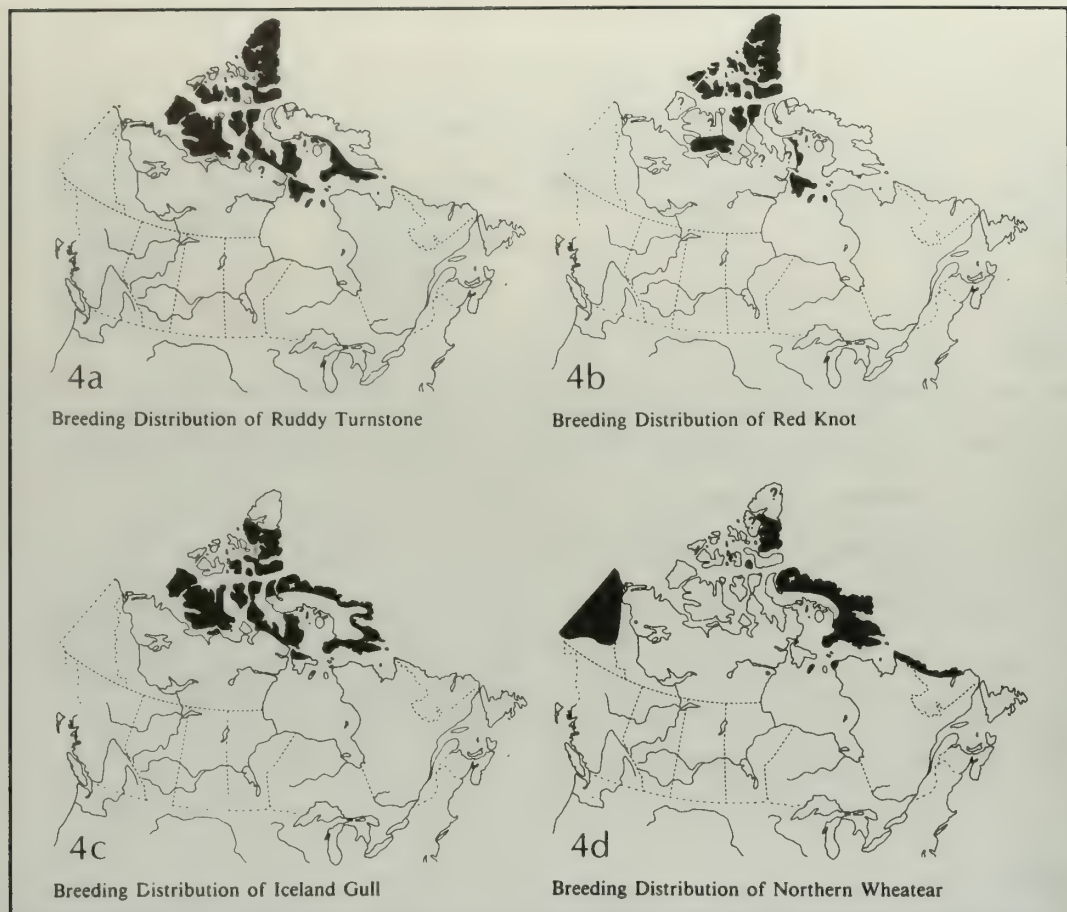 ?
?
?
?
4a
4b
Breeding Distribution of Ruddy Turnstone
Breeding Distribution of Red Knot
?
4c
4d
Breeding Distribution of Iceland Gull
Breeding Distribution of Northern Wheatear